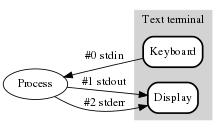 Text terminal
#0 stdin
Keyboard
Process
#1 stdout
Display
#2 stderr